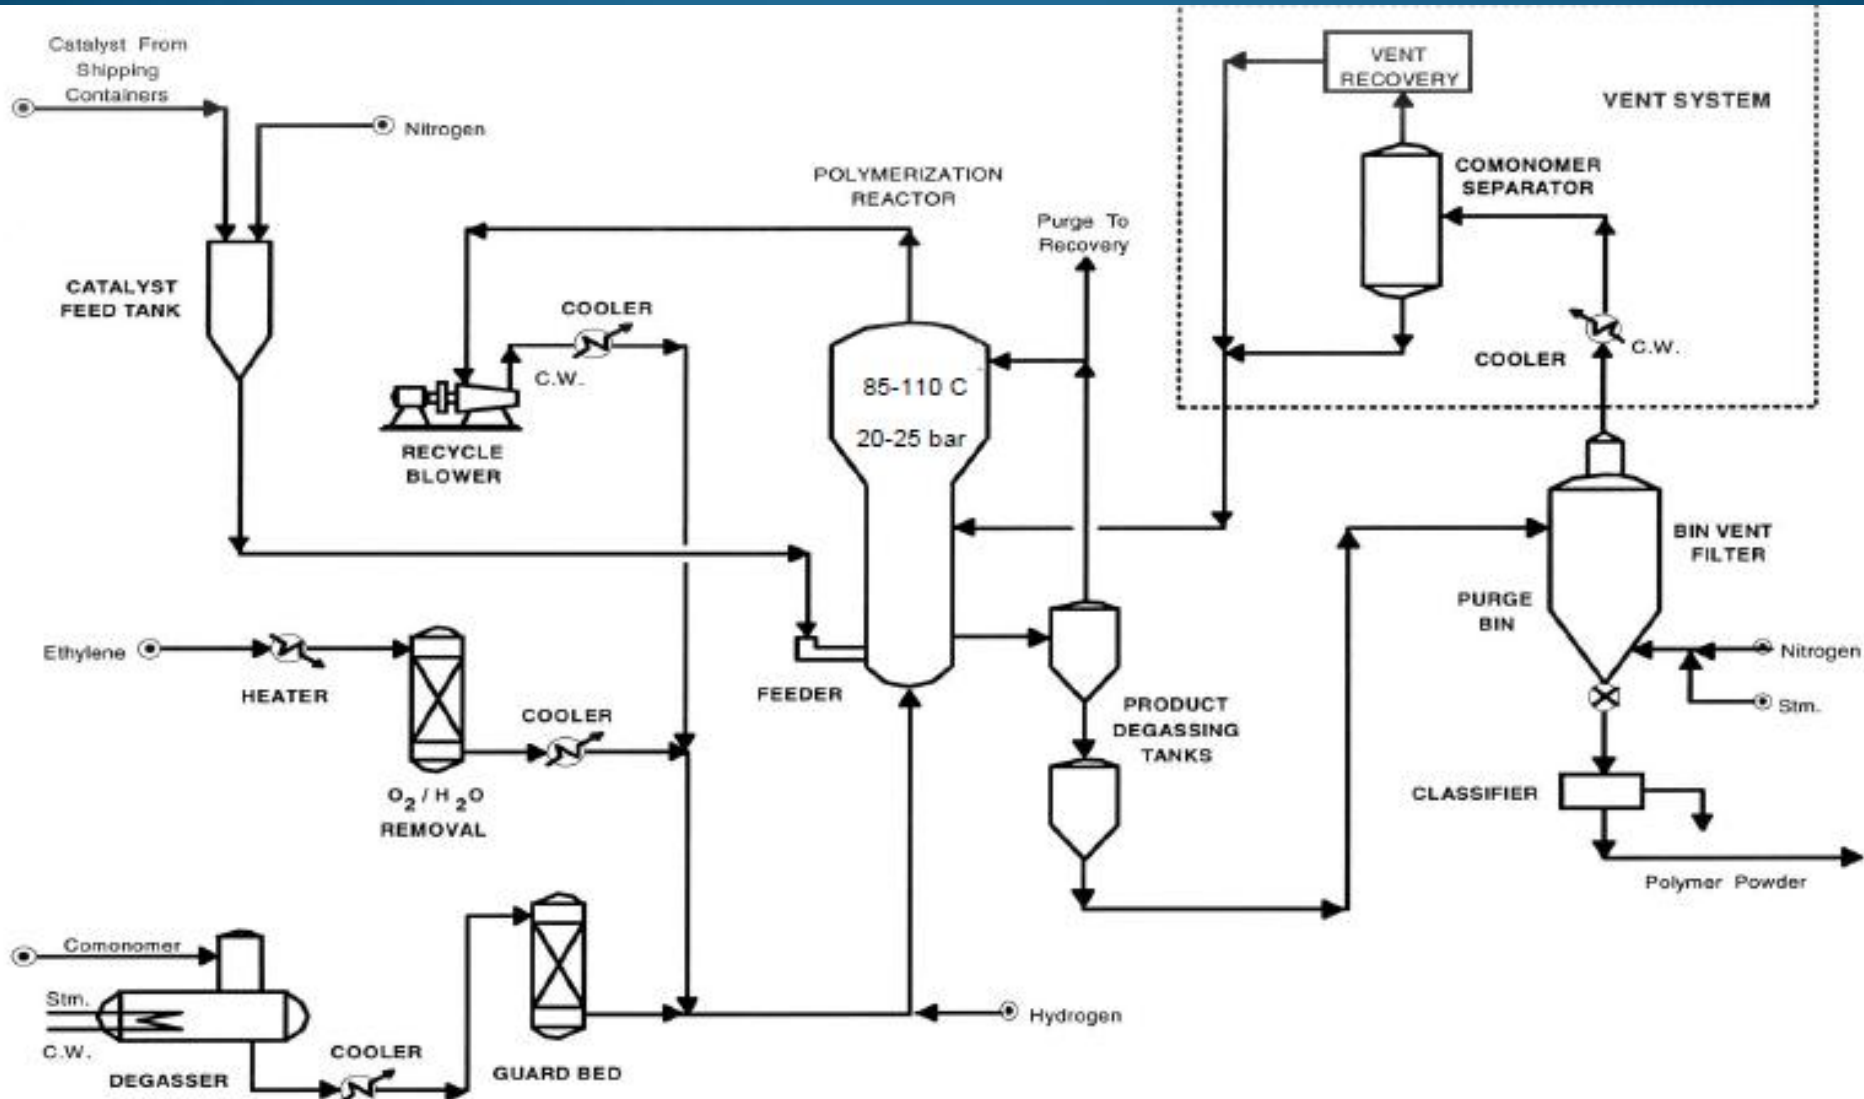 Catalyst From
Shipping
Containers
Nitrogen
CATALYST
FEED TANK
POLYMERIZATION
REACTOR
COOLER
C.W.
RECYCLE
BLOWER
85-110 C
20-25 bar
Purge To
Recovery
VENT
RECOVERY
VENT SYSTEM
COMONOMER
SEPARATOR
COOLER
C.W.
BIN VENT
FILTER
PURGE
BIN
Nitrogen
Stm.
CLASSIFIER
Polymer Powder
Ethylene
HEATER
O2 / H2O
REMOVAL
COOLER
FEEDER
PRODUCT
DEGASSING
TANKS
Comonomer
Stm.
C.W.
DEGASSER
COOLER
GUARD BED
Hydrogen